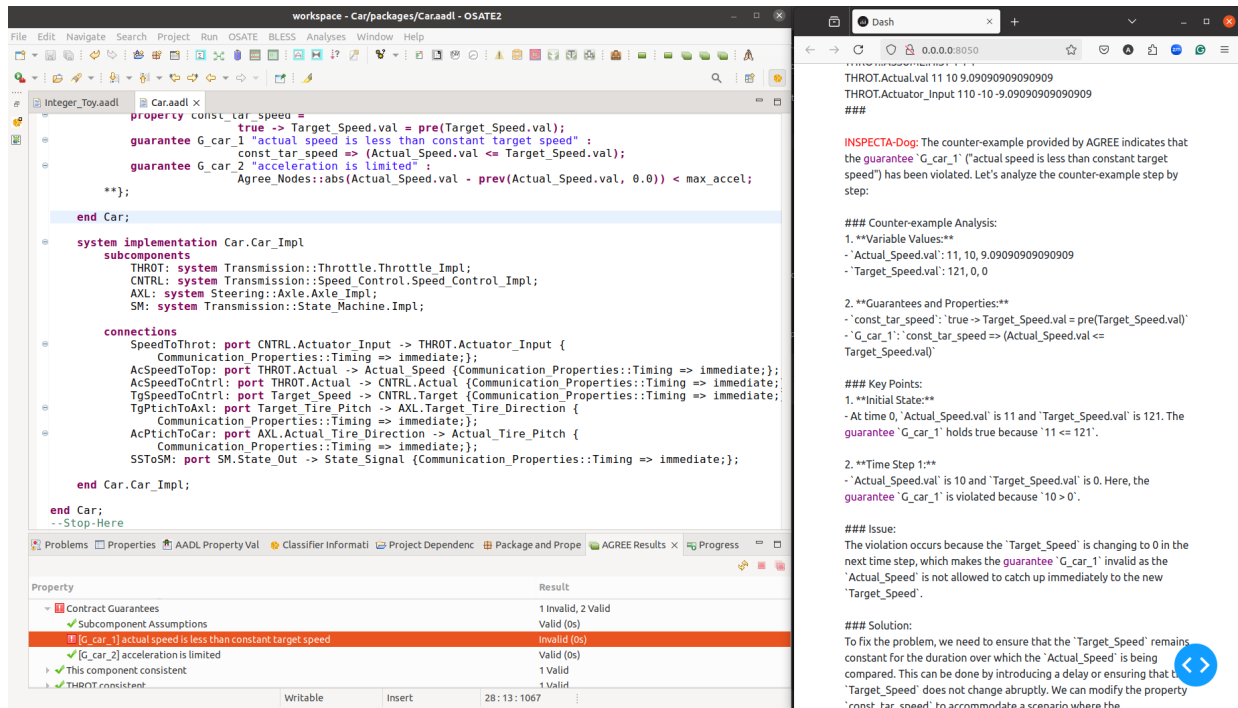 workspace - Car/packages/Car.aadl - OSATE2
File Edit Navigate Search Project Run OSATE BLESS Analyses Window Help
Integer_Toy.aadl
Car.aadl
property const_tar_speed =
true -> Target_Speed.val = pre(Target_Speed.val);
guarantee G_car_1 "actual speed is less than constant target speed" :
const_tar_speed => (Actual_Speed.val <= Target_Speed.val);
guarantee G_car_2 "acceleration is limited" :
Agree_Nodes::abs(Actual_Speed.val - prev(Actual_Speed.val, 0.0)) < max_accel;
**};
end Car;
system implementation Car.Car_Impl
subcomponents
THROT: system Transmission::Throttle.Throttle_Impl;
CNTRL: system Transmission::Speed_Control.Speed_Control_Impl;
AXL: system Steering::Axle.Axle_Impl;
SM: system Transmission::State_Machine.Impl;
connections
SpeedToThrot: port CNTRL.Actuator_Input -> THROT.Actuator_Input {
Communication_Properties::Timing => immediate;};
AcSpeedToTop: port THROT.Actual -> Actual_Speed {Communication_Properties::Timing => immediate;};
AcSpeedToCntrl: port THROT.Actual -> CNTRL.Actual {Communication_Properties::Timing => immediate;
TgSpeedToCntrl: port Target_Speed -> CNTRL.Target {Communication_Properties::Timing => immediate;
TgPtichToAxl: port Target_Tire_Pitch -> AXL.Target_Tire_Direction {
Communication_Properties::Timing => immediate;};
AcPtichToCar: port AXL.Actual_Tire_Direction -> Actual_Tire_Pitch {
Communication_Properties::Timing => immediate;};
SSToSM: port SM.State_Out -> State_Signal {Communication_Properties::Timing => immediate;};
end Car.Car_Impl;
end Car;
--Stop-Here
Problems Properties AADL Property Val Classifier Informati Project Dependenc Package and Prope AGREE Results Progress
Property Result
Contract Guarantees 1 Invalid, 2 Valid
Subcomponent Assumptions Valid (0s)
[G_car_1] actual speed is less than constant target speed Invalid (0s)
[G_car_2] acceleration is limited Valid (0s)
This component consistent 1 Valid
THROT consistent 1 Valid
Writable Insert 28:13:1067
Dash
0.0.0.0:8050
THROT.Actual.val 11 10 9.09090909090909
THROT.Actuator_Input 110 -10 -9.09090909090909
###
INSPECTA-Dog: The counter-example provided by AGREE indicates that
the guarantee `G_car_1` ("actual speed is less than constant target
speed") has been violated. Let's analyze the counter-example step by
step:
### Counter-example Analysis:
1. **Variable Values:**
- `Actual_Speed.val`: 11, 10, 9.09090909090909
- `Target_Speed.val`: 121, 0, 0
2. **Guarantees and Properties:**
- `const_tar_speed`: `true -> Target_Speed.val = pre(Target_Speed.val)`
- `G_car_1`: `const_tar_speed => (Actual_Speed.val <=
Target_Speed.val)`
### Key Points:
1. **Initial State:**
- At time 0, `Actual_Speed.val` is 11 and `Target_Speed.val` is 121. The
guarantee `G_car_1` holds true because `11 <= 121`.
2. **Time Step 1:**
- `Actual_Speed.val` is 10 and `Target_Speed.val` is 0. Here, the
guarantee `G_car_1` is violated because `10 > 0`.
### Issue:
The violation occurs because the `Target_Speed` is changing to 0 in the
next time step, which makes the guarantee `G_car_1` invalid as the
`Actual_Speed` is not allowed to catch up immediately to the new
`Target_Speed`.
### Solution:
To fix the problem, we need to ensure that the `Target_Speed` remains
constant for the duration over which the `Actual_Speed` is being
compared. This can be done by introducing a delay or ensuring that
`Target_Speed` does not change abruptly. We can modify the property
`const_tar_speed` to accommodate a scenario where the